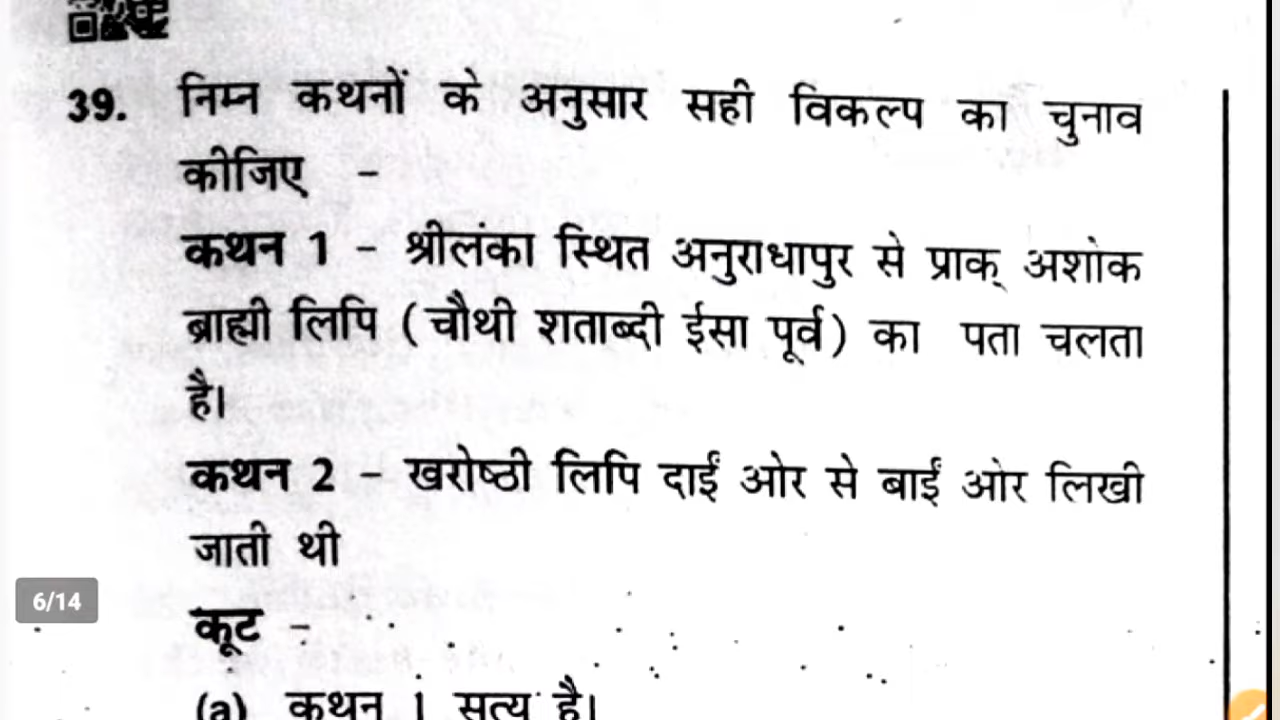 39. निम्न कथनों के अनुसार सही विकल्प का चुनाव
कीजिए -
कथन 1 - श्रीलंका स्थित अनुराधापुर से प्राक् अशोक
ब्राह्मी लिपि (चौथी शताब्दी ईसा पूर्व) का पता चलता
है।
कथन 2 - खरोष्ठी लिपि दाईं ओर से बाईं ओर लिखी
जाती थी
6/14
कूट -
(a) कथन 1 सत्य है।